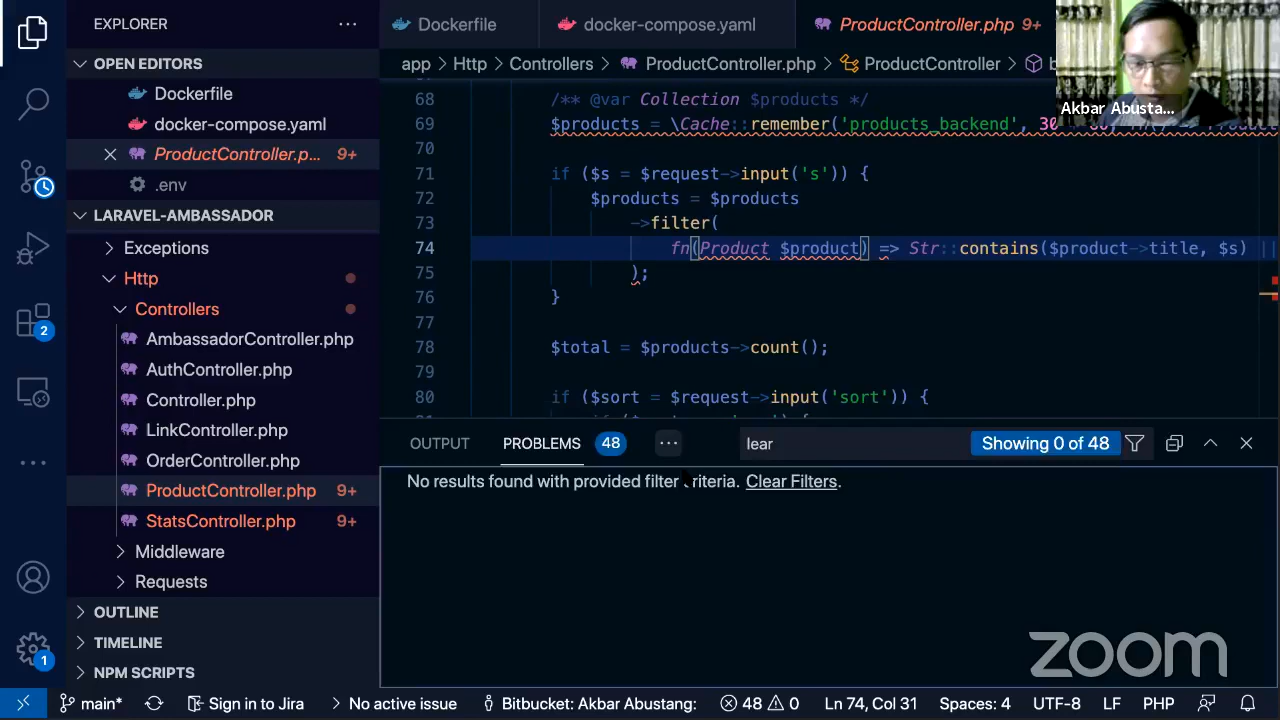 EXPLORER
Dockerfile
docker-compose.yaml
ProductController.php 9+
OPEN EDITORS
Dockerfile
docker-compose.yaml
ProductController.p... 9+
.env
LARAVEL-AMBASSADOR
Exceptions
Http
Controllers
AmbassadorController.php
AuthController.php
Controller.php
LinkController.php
OrderController.php
ProductController.php 9+
StatsController.php 9+
Middleware
Requests
OUTLINE
TIMELINE
NPM SCRIPTS
2
1
app > Http > Controllers > ProductController.php > ProductController
Akbar Abusta...
68 /** @var Collection $products */
69 $products = \Cache::remember('products_backend', 30
70
71 if ($s = $request->input('s')) {
72 $products = $products
73 ->filter(
74 fn(Product $product) => Str::contains($product->title, $s) ||
75 );
76 }
77
78 $total = $products->count();
79
80 if ($sort = $request->input('sort')) {
OUTPUT PROBLEMS 48 ... lear Showing 0 of 48
No results found with provided filter criteria. Clear Filters.
zoom
main* Sign in to Jira No active issue Bitbucket: Akbar Abustang: 48 0 Ln 74, Col 31 Spaces: 4 UTF-8 LF PHP